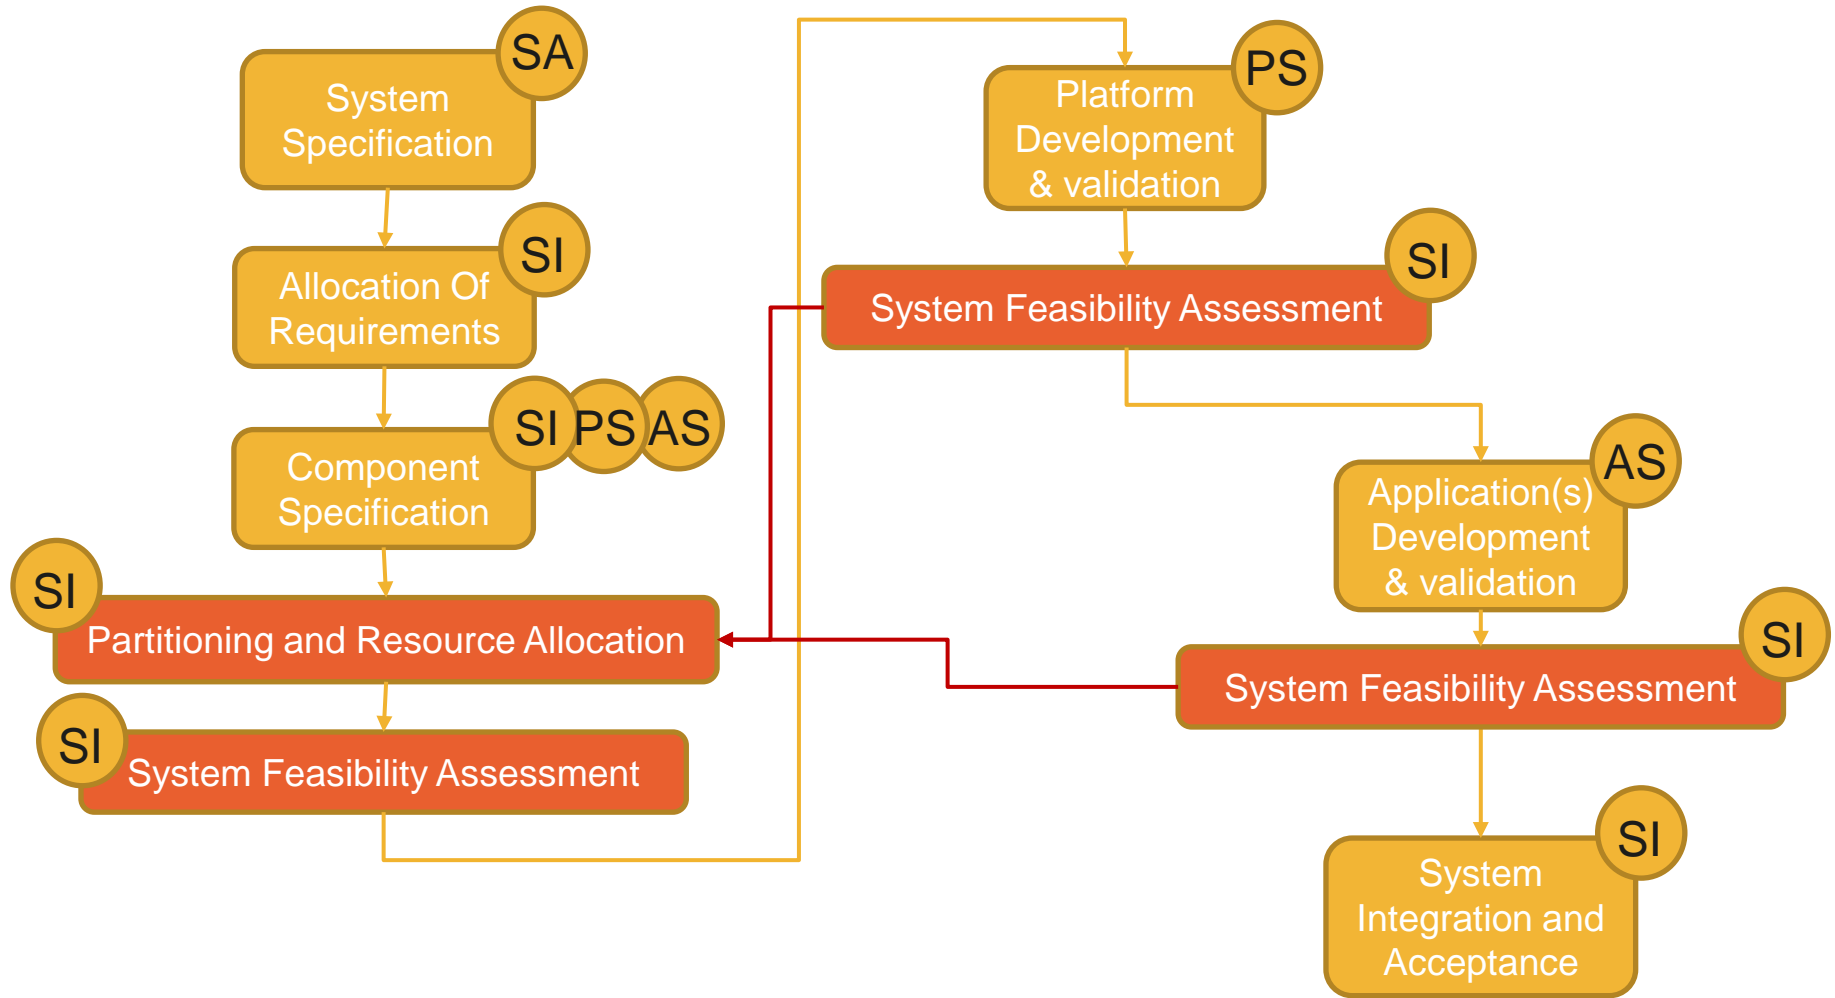 SA
System
Specification
SI
Allocation Of
Requirements
SI PS AS
Component
Specification
SI
Partitioning and Resource Allocation
SI
System Feasibility Assessment
PS
Platform
Development
& validation
SI
System Feasibility Assessment
AS
Application(s)
Development
& validation
SI
System Feasibility Assessment
SI
System
Integration and
Acceptance